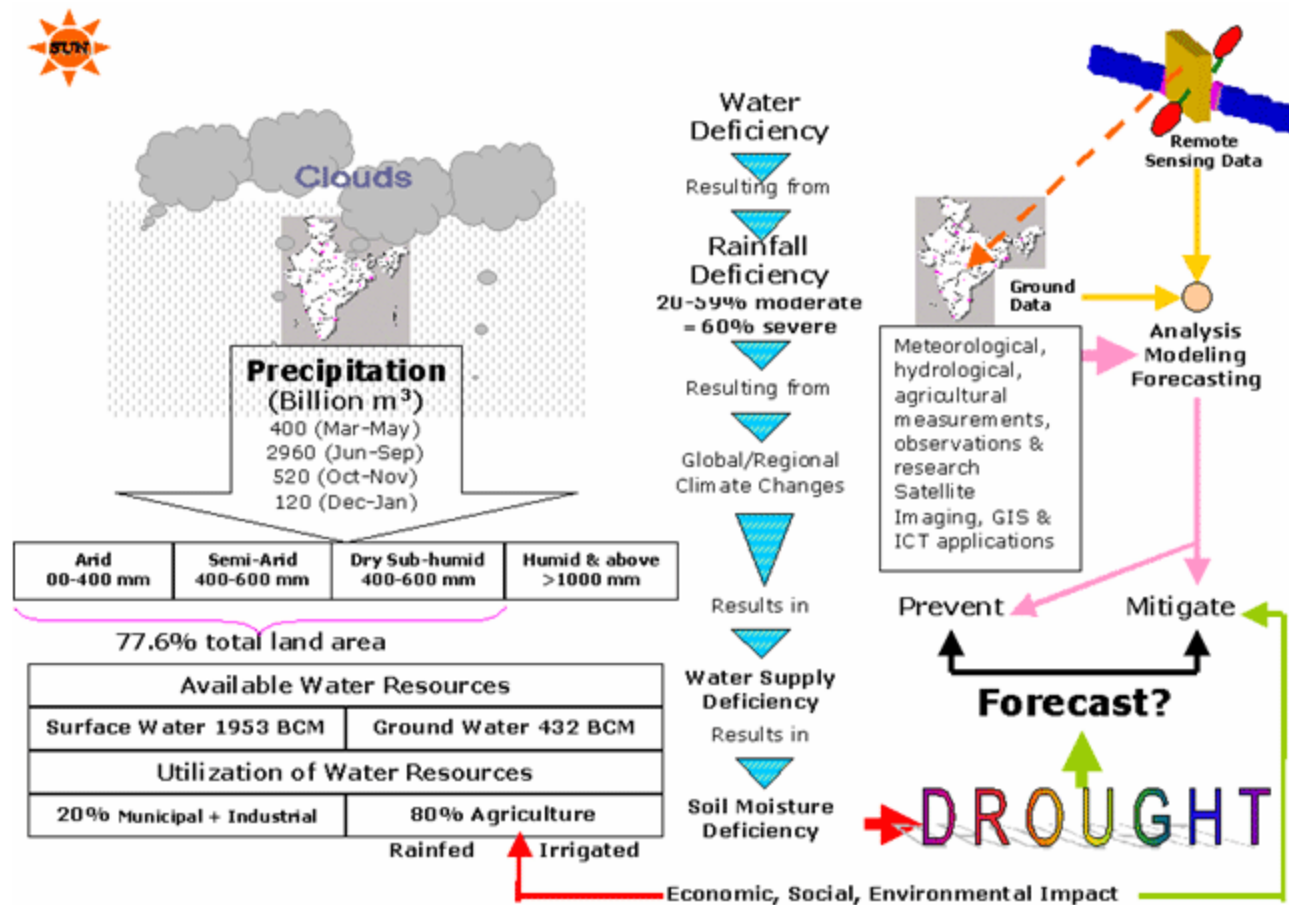 SUN
Clouds
Precipitation
(Billion m³)
400 (Mar-May)
2960 (Jun-Sep)
520 (Oct-Nov)
120 (Dec-Jan)
Arid
00-400 mm
Semi-Arid
400-600 mm
Dry Sub-humid
400-600 mm
Humid & above
>1000 mm
77.6% total land area
Available Water Resources
Surface Water 1953 BCM
Ground Water 432 BCM
Utilization of Water Resources
20% Municipal + Industrial
80% Agriculture
Rainfed
Irrigated
Water
Deficiency
Resulting from
Rainfall
Deficiency
20-59% moderate
= 60% severe
Resulting from
Global/Regional
Climate Changes
Results in
Water Supply
Deficiency
Results in
Soil Moisture
Deficiency
Remote
Sensing Data
Ground
Data
Analysis
Modeling
Forecasting
Meteorological,
hydrological,
agricultural
measurements,
observations &
research
Satellite
Imaging, GIS &
ICT applications
Prevent
Mitigate
Forecast?
DROUGHT
Economic, Social, Environmental Impact